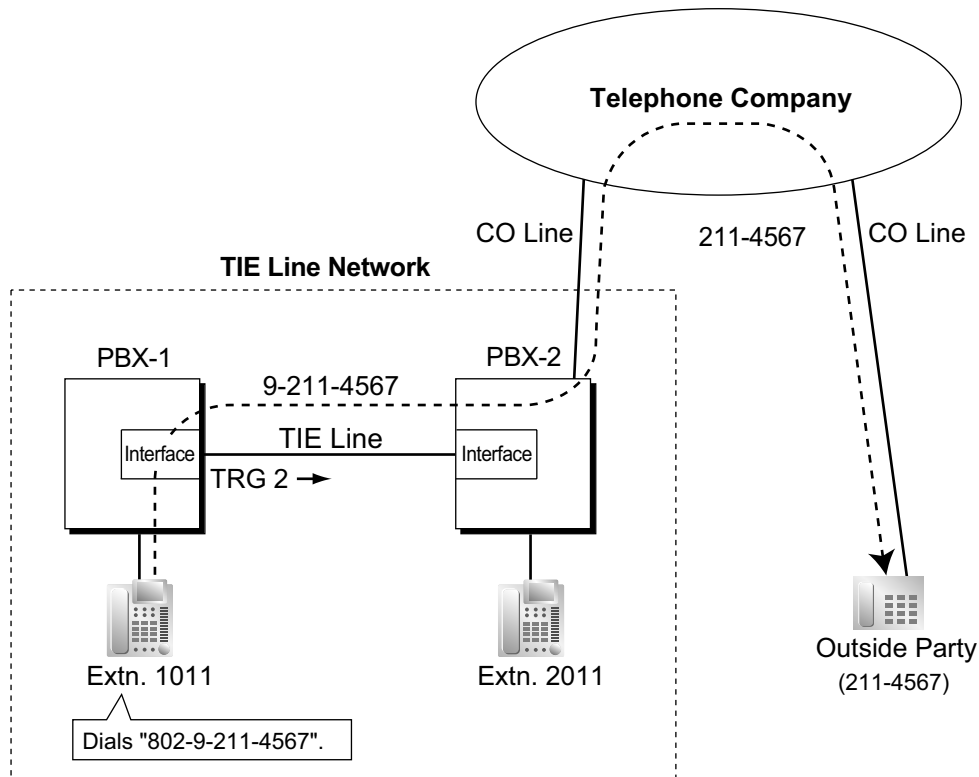 Telephone Company
CO Line
211-4567
CO Line
TIE Line Network
PBX-1
PBX-2
9-211-4567
Interface
TIE Line
Interface
TRG 2
Extn. 1011
Extn. 2011
Outside Party
(211-4567)
Dials "802-9-211-4567".